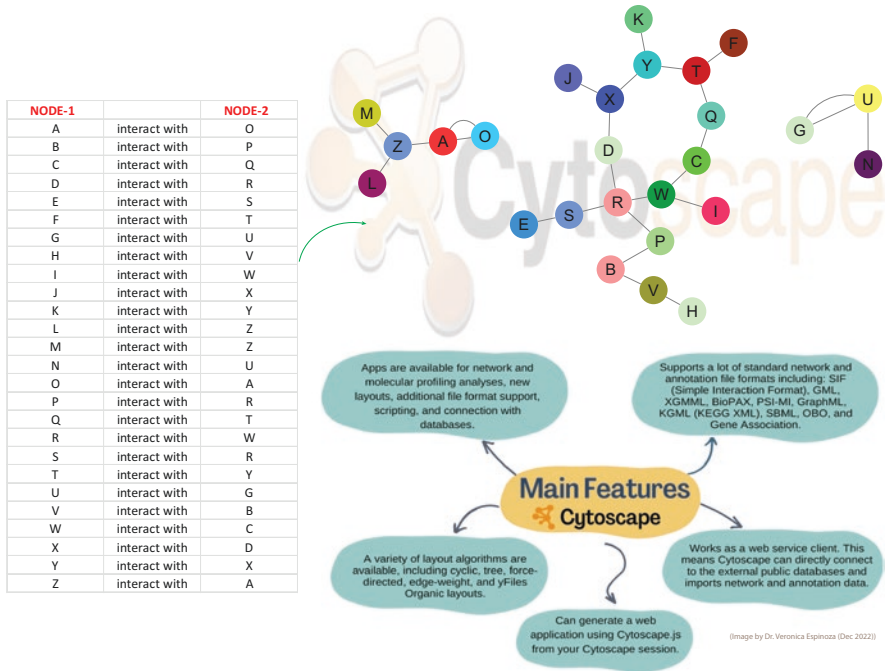 NODE-1 NODE-2
A interact with O
B interact with P
C interact with Q
D interact with R
E interact with S
F interact with T
G interact with U
H interact with V
I interact with W
J interact with X
K interact with Y
L interact with Z
M interact with Z
N interact with U
O interact with A
P interact with R
Q interact with T
R interact with W
S interact with R
T interact with Y
U interact with G
V interact with B
W interact with C
X interact with D
Y interact with X
Z interact with A
M
Z
A
O
L
K
F
Y
T
J
X
Q
D
C
R
W
I
S
E
P
B
V
H
U
G
N
Cytoscape
Apps are available for network and
molecular profiling analyses, new
layouts, additional file format support,
scripting, and connection with
databases.
Supports a lot of standard network and
annotation file formats including: SIF
(Simple Interaction Format), GML,
XGMML, BioPAX, PSI-MI, GraphML,
KGML (KEGG XML), SBML, OBO, and
Gene Association.
Main Features
Cytoscape
A variety of layout algorithms are
available, including cyclic, tree, force-
directed, edge-weight, and yFiles
Organic layouts.
Works as a web service client. This
means Cytoscape can directly connect
to the external public databases and
imports network and annotation data.
Can generate a web
application using Cytoscape.js
from your Cytoscape session.
(Image by Dr. Veronica Espinoza (Dec 2022))